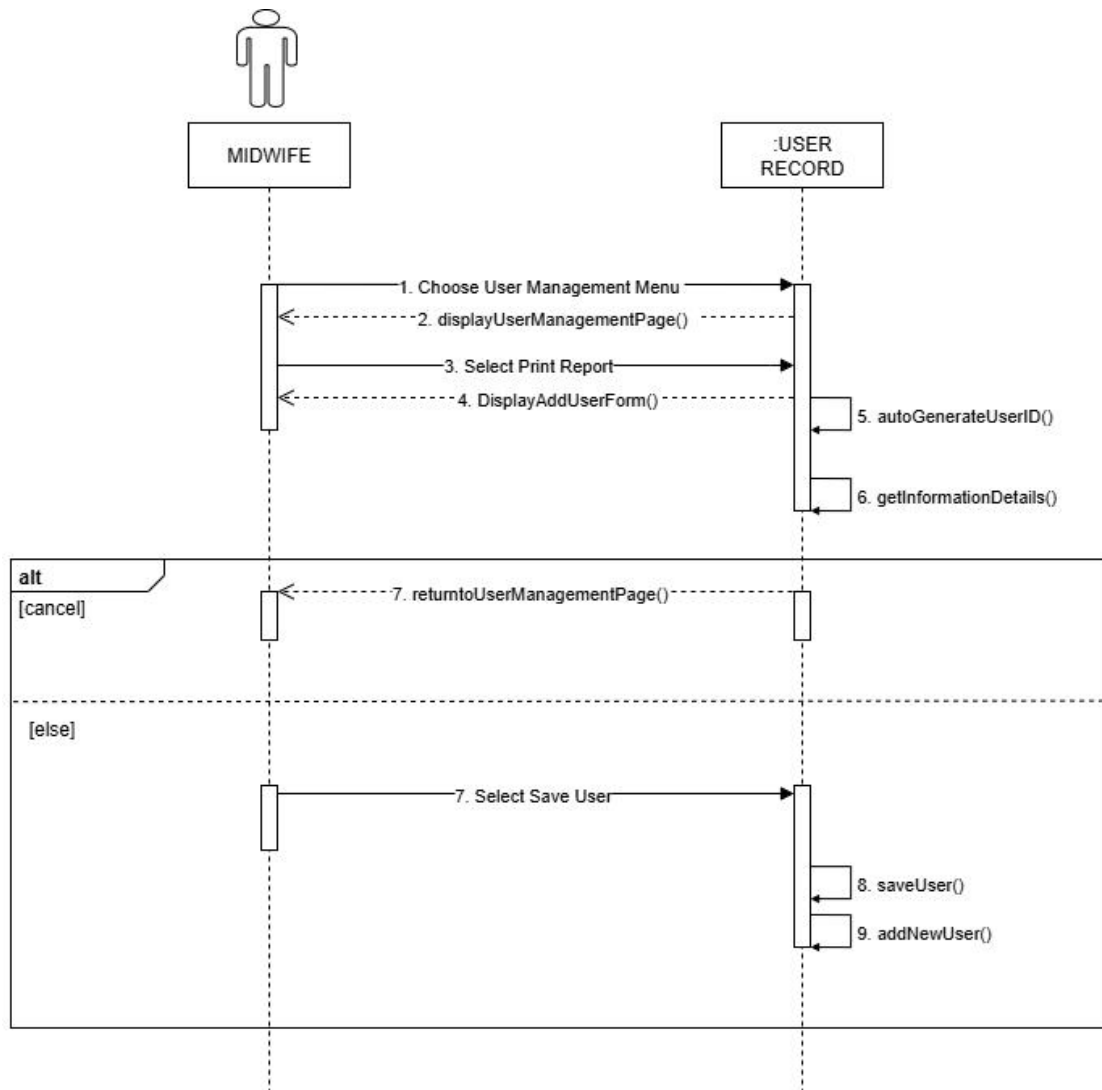 MIDWIFE
:USER
RECORD
1. Choose User Management Menu
2. displayUserManagementPage()
3. Select Print Report
4. DisplayAddUserForm()
5. autoGenerateUserID()
6. getInformationDetails()
alt
[cancel]
7. returntoUserManagementPage()
[else]
7. Select Save User
8. saveUser()
9. addNewUser()